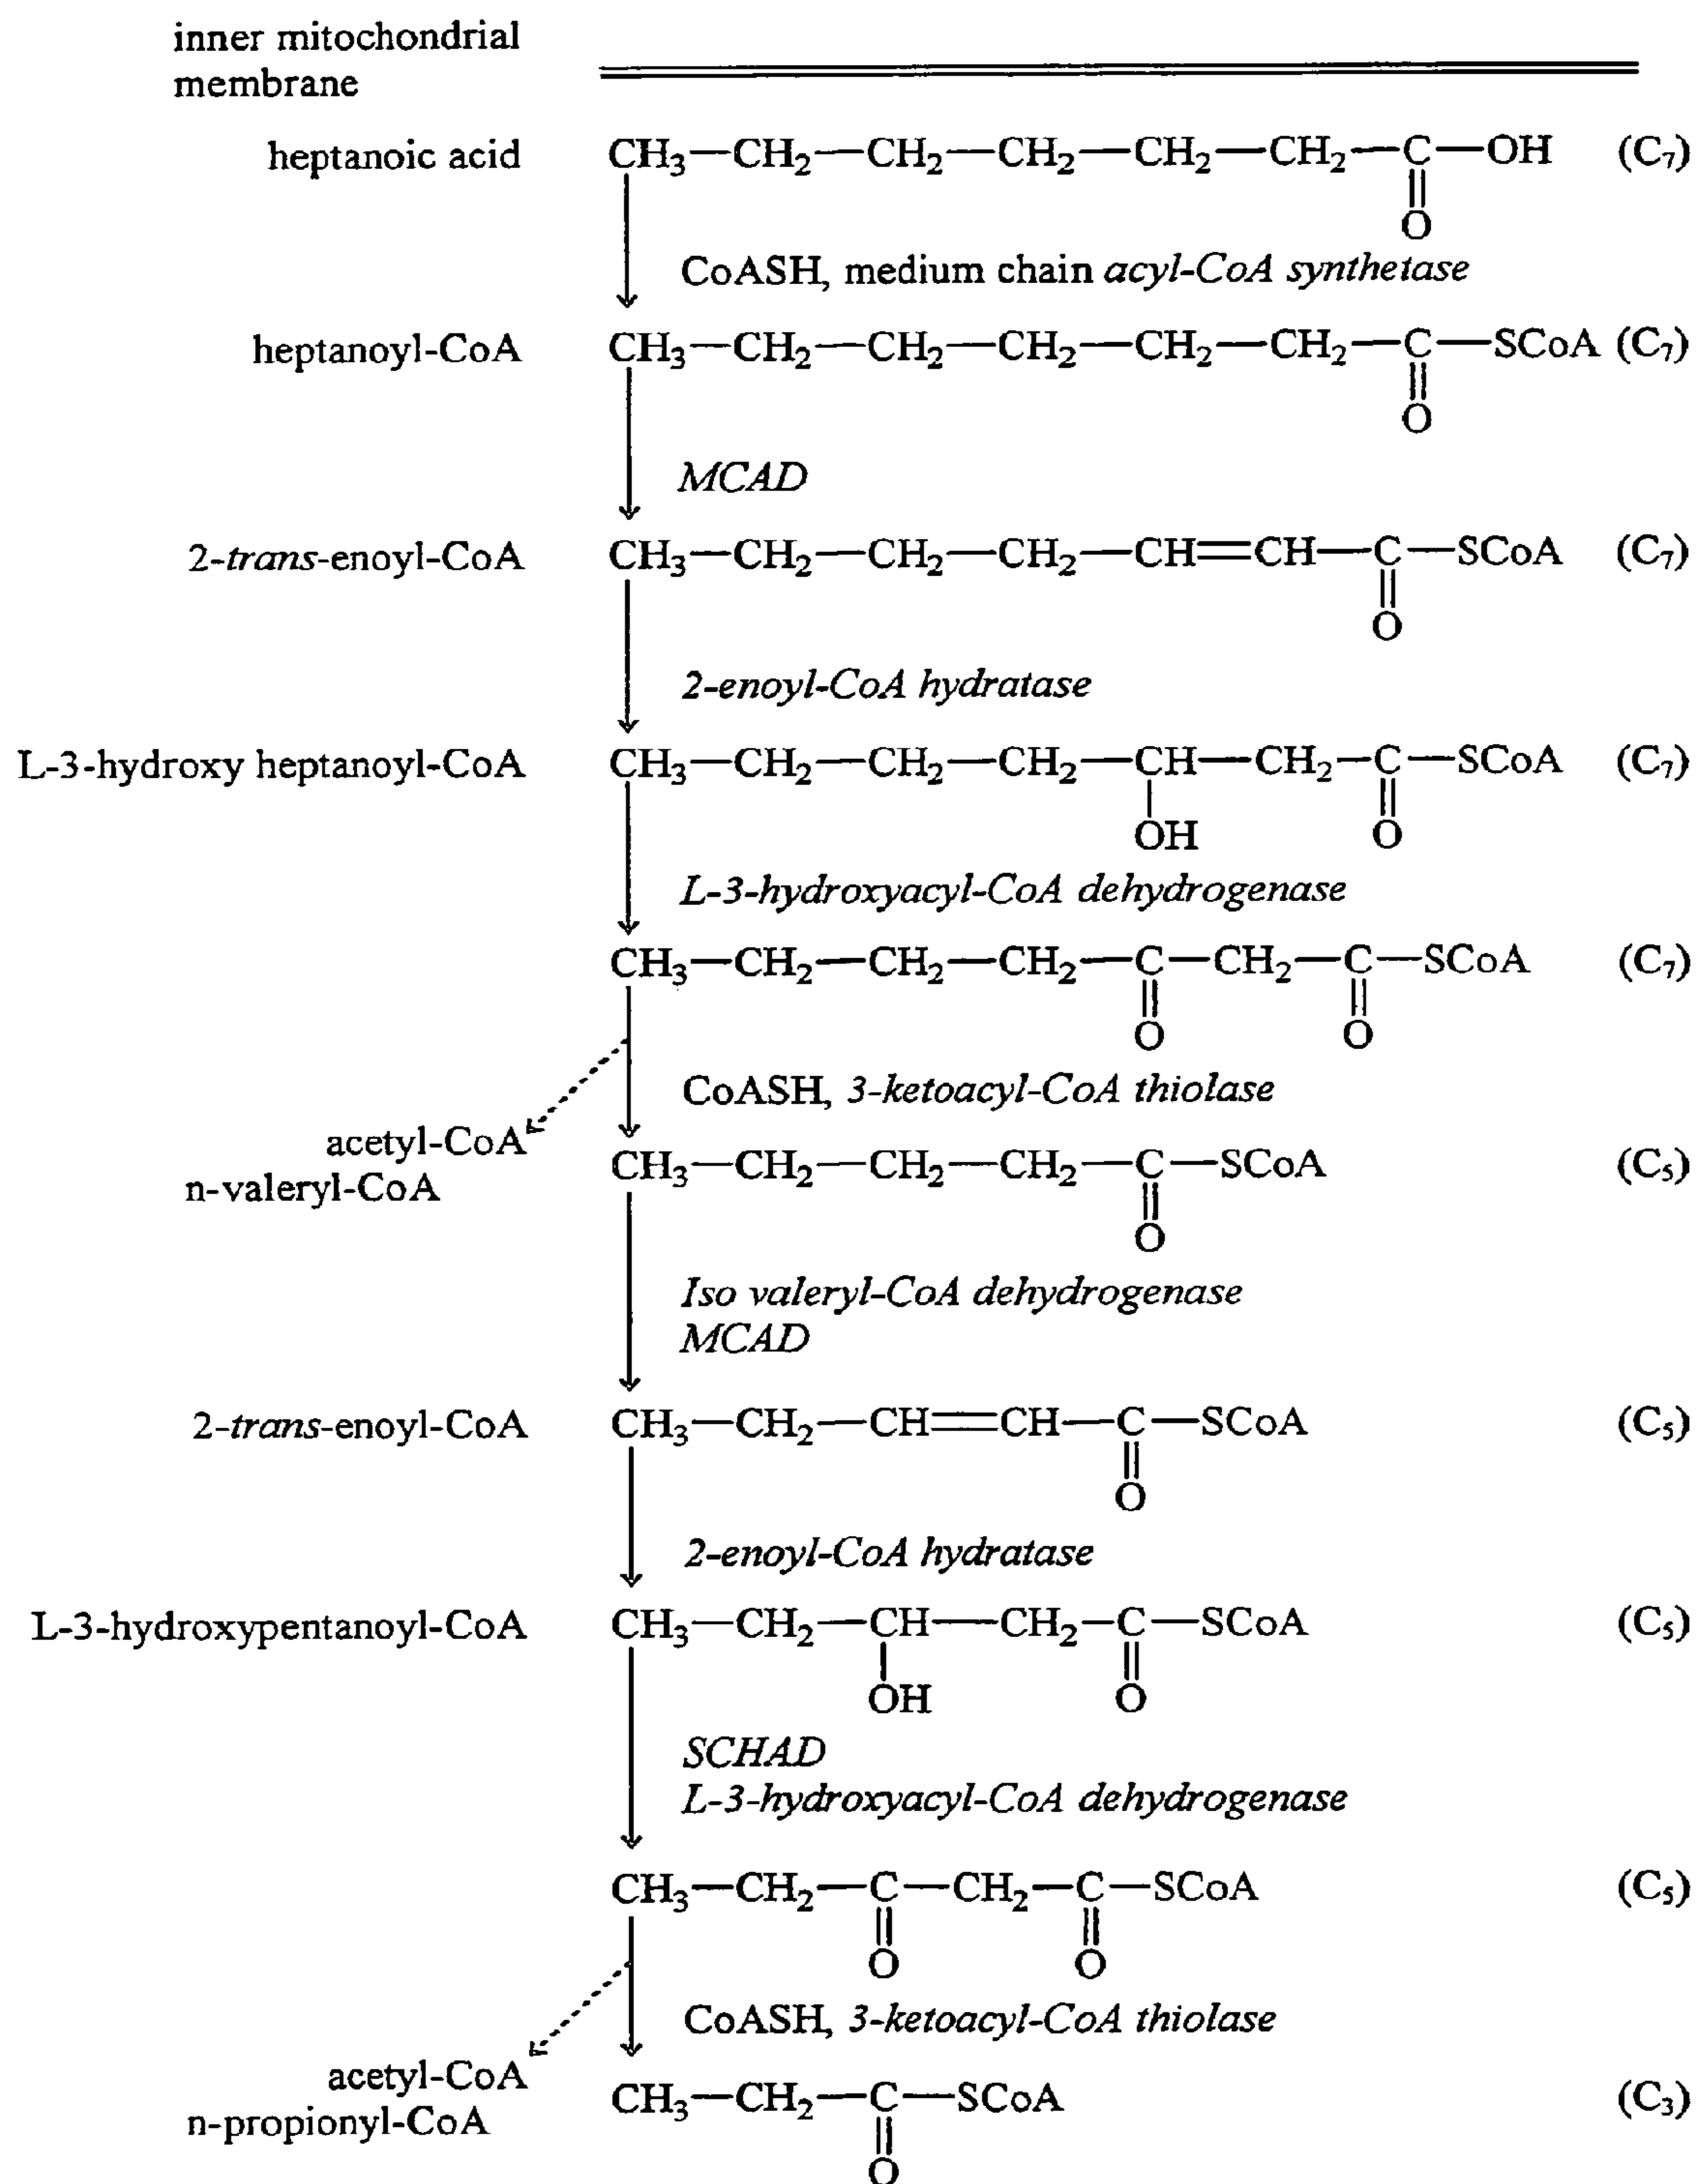 inner mitochondrial
membrane
heptanoic acid CH₃—CH₂—CH₂—CH₂—CH₂—CH₂—C—OH (C₇)
O
CoASH, medium chain acyl-CoA synthetase
heptanoyl-CoA CH₃—CH₂—CH₂—CH₂—CH₂—CH₂—C—SCoA (C₇)
O
MCAD
2-trans-enoyl-CoA CH₃—CH₂—CH₂—CH₂—CH=CH—C—SCoA (C₇)
O
2-enoyl-CoA hydratase
L-3-hydroxy heptanoyl-CoA CH₃—CH₂—CH₂—CH₂—CH—CH₂—C—SCoA (C₇)
OH O
L-3-hydroxyacyl-CoA dehydrogenase
CH₃—CH₂—CH₂—CH₂—C—CH₂—C—SCoA (C₇)
O O
CoASH, 3-ketoacyl-CoA thiolase
acetyl-CoA
n-valeryl-CoA CH₃—CH₂—CH₂—CH₂—C—SCoA (C₅)
O
Iso valeryl-CoA dehydrogenase
MCAD
2-trans-enoyl-CoA CH₃—CH₂—CH=CH—C—SCoA (C₅)
O
2-enoyl-CoA hydratase
L-3-hydroxypentanoyl-CoA CH₃—CH₂—CH—CH₂—C—SCoA (C₅)
OH O
SCHAD
L-3-hydroxyacyl-CoA dehydrogenase
CH₃—CH₂—C—CH₂—C—SCoA (C₅)
O O
CoASH, 3-ketoacyl-CoA thiolase
acetyl-CoA
n-propionyl-CoA CH₃—CH₂—C—SCoA (C₃)
O